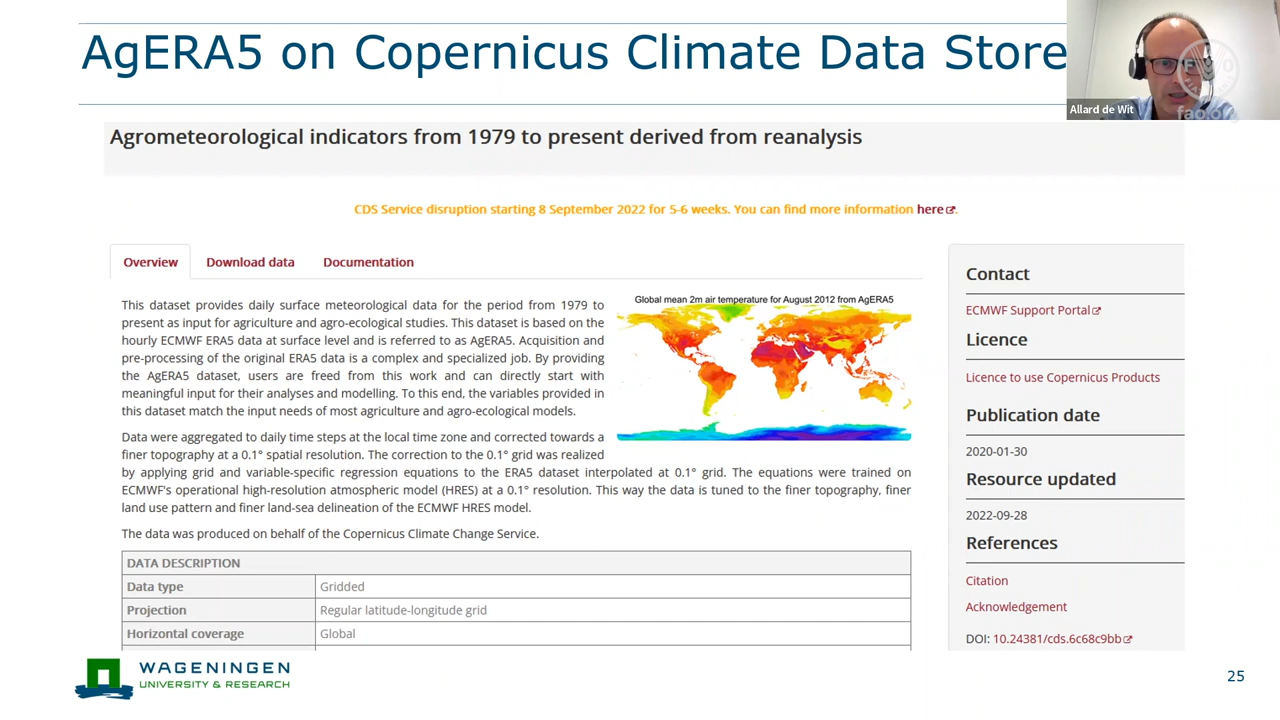 AgERA5 on Copernicus Climate Data Store
Allard de Wit
FAO
fao.org
Agrometeorological indicators from 1979 to present derived from reanalysis
CDS Service disruption starting 8 September 2022 for 5-6 weeks. You can find more information here.
Overview
Download data
Documentation
This dataset provides daily surface meteorological data for the period from 1979 to
present as input for agriculture and agro-ecological studies. This dataset is based on the
hourly ECMWF ERA5 data at surface level and is referred to as AgERA5. Acquisition and
pre-processing of the original ERA5 data is a complex and specialized job. By providing
the AgERA5 dataset, users are freed from this work and can directly start with
meaningful input for their analyses and modelling. To this end, the variables provided in
this dataset match the input needs of most agriculture and agro-ecological models.
Global mean 2m air temperature for August 2012 from AgERA5
Data were aggregated to daily time steps at the local time zone and corrected towards a
finer topography at a 0.1° spatial resolution. The correction to the 0.1° grid was realized
by applying grid and variable-specific regression equations to the ERA5 dataset interpolated at 0.1° grid. The equations were trained on
ECMWF's operational high-resolution atmospheric model (HRES) at a 0.1° resolution. This way the data is tuned to the finer topography, finer
land use pattern and finer land-sea delineation of the ECMWF HRES model.
The data was produced on behalf of the Copernicus Climate Change Service.
DATA DESCRIPTION
Data type Gridded
Projection Regular latitude-longitude grid
Horizontal coverage Global
Contact
ECMWF Support Portal
Licence
Licence to use Copernicus Products
Publication date
2020-01-30
Resource updated
2022-09-28
References
Citation
Acknowledgement
DOI: 10.24381/cds.6c68c9bb
WAGENINGEN
UNIVERSITY & RESEARCH
25